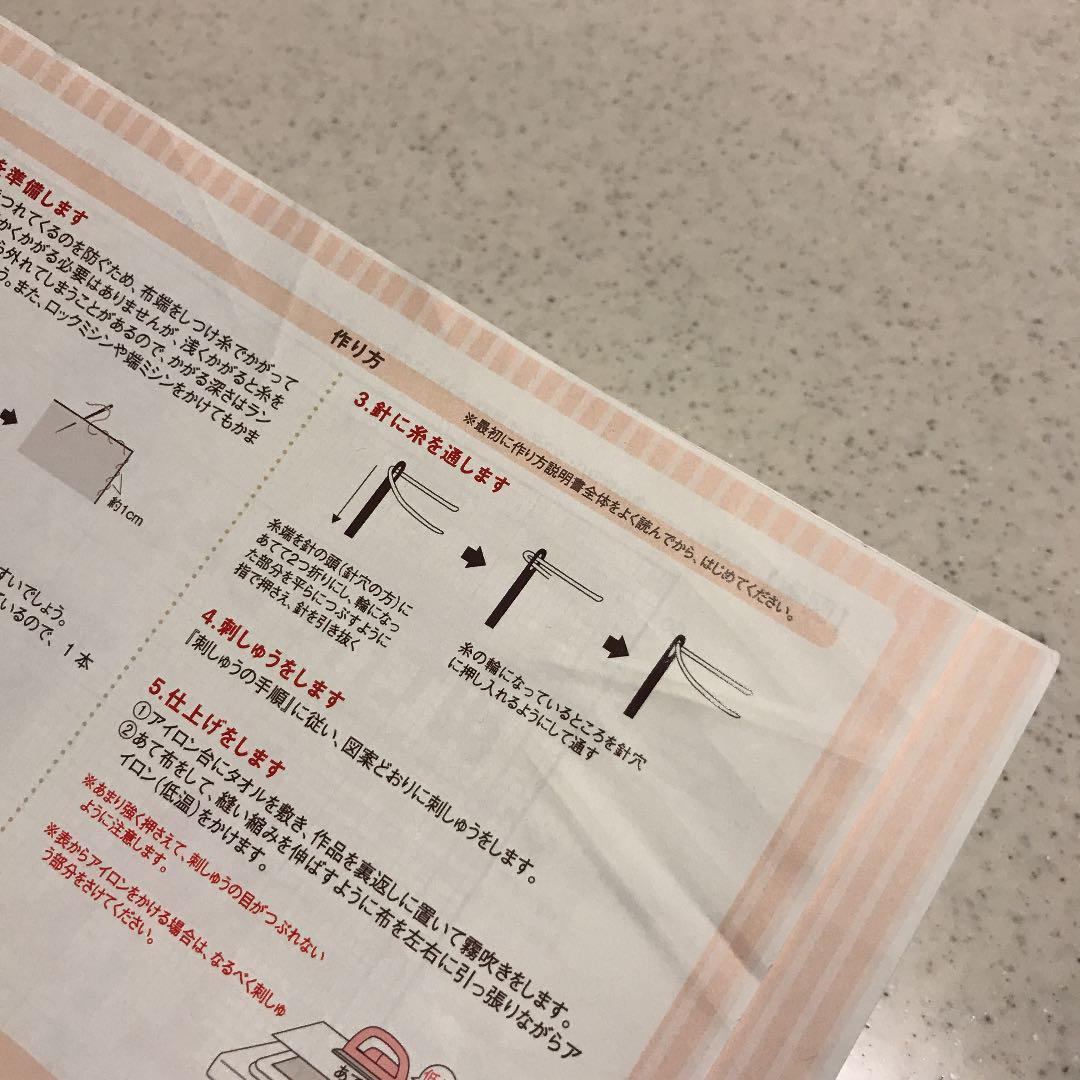 作り方
※最初に作り方説明書全体をよく読んでから、はじめてください。
を準備します
つれてくるのを防ぐため、布端をしつけ糸でかがって
かくかがる必要はありませんが、浅くかがると糸を
外れてしまうことがあるので、かがる深さはラン
う。また、ロックミシンや端ミシンをかけてもかま
約1cm
すいでしょう。
いるので、1本
3.針に糸を通します
糸端を針の頭(針穴の方)に
あてて2つ折りにし、輪になっ
た部分を平らにつぶすように
指で押さえ、針を引き抜く
糸の輪になっているところを針穴
に押し入れるようにして通す
4.刺しゅうをします
『刺しゅうの手順』に従い、図案どおりに刺しゅうをします。
5.仕上げをします
①アイロン台にタオルを敷き、作品を裏返しに置いて霧吹きをします。
②あて布をして、縫い縮みを伸ばすように布を左右に引っ張りながらア
イロン(低温)をかけます。
※あまり強く押さえて、刺しゅうの目がつぶれない
ように注意します。
※表からアイロンをかける場合は、なるべく刺しゅ
う部分をさけてください。
あて
低